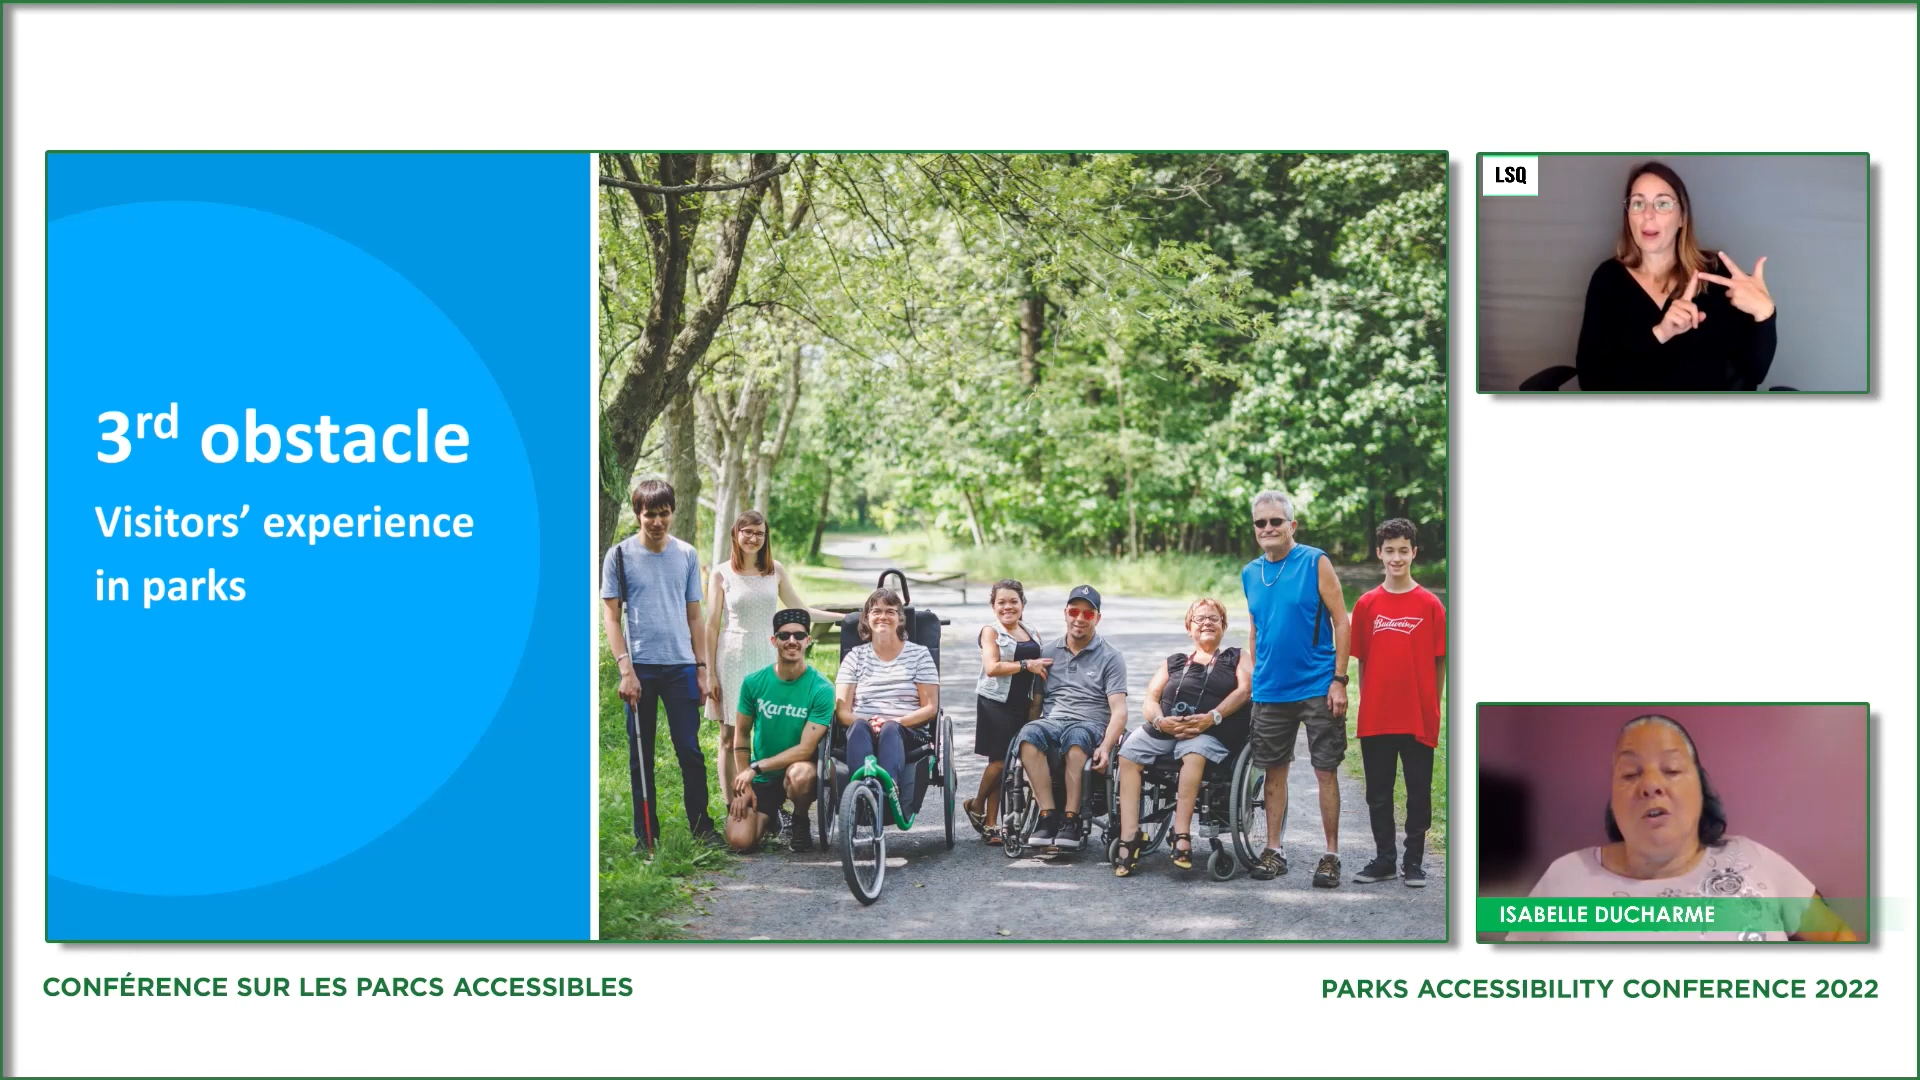 3rd obstacle
Visitors’ experience
in parks
Kartus
Budweiser
LSQ
ISABELLE DUCHARME
CONFÉRENCE SUR LES PARCS ACCESSIBLES
PARKS ACCESSIBILITY CONFERENCE 2022